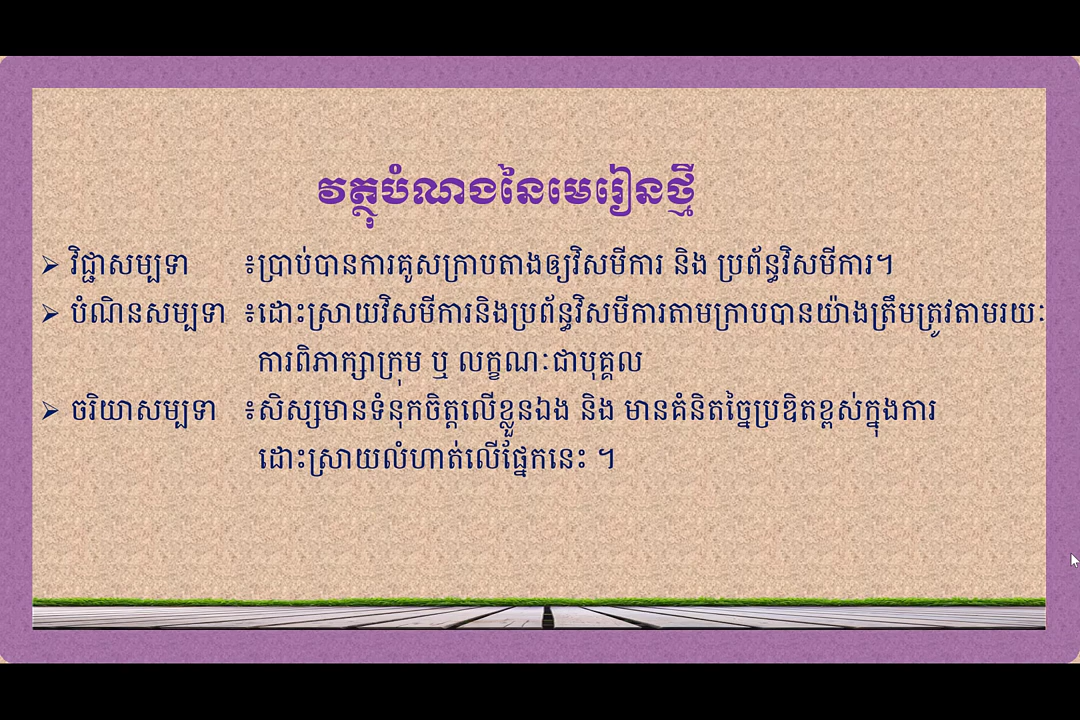 វត្ថុបំណងនៃមេរៀនថ្មី
➢ វិជ្ជាសម្បទា ៖ប្រាប់បានការគូសក្រាបតាងឲ្យវិសមីការ និង ប្រព័ន្ធវិសមីការ។
➢ បំណិនសម្បទា ៖ដោះស្រាយវិសមីការនិងប្រព័ន្ធវិសមីការតាមក្រាបបានយ៉ាងត្រឹមត្រូវតាមរយៈ
ការពិភាក្សាក្រុម ឬ លក្ខណៈជាបុគ្គល
➢ ចរិយាសម្បទា ៖សិស្សមានទំនុកចិត្តលើខ្លួនឯង និង មានគំនិតច្នៃប្រឌិតខ្ពស់ក្នុងការ
ដោះស្រាយលំហាត់លើផ្នែកនេះ ។